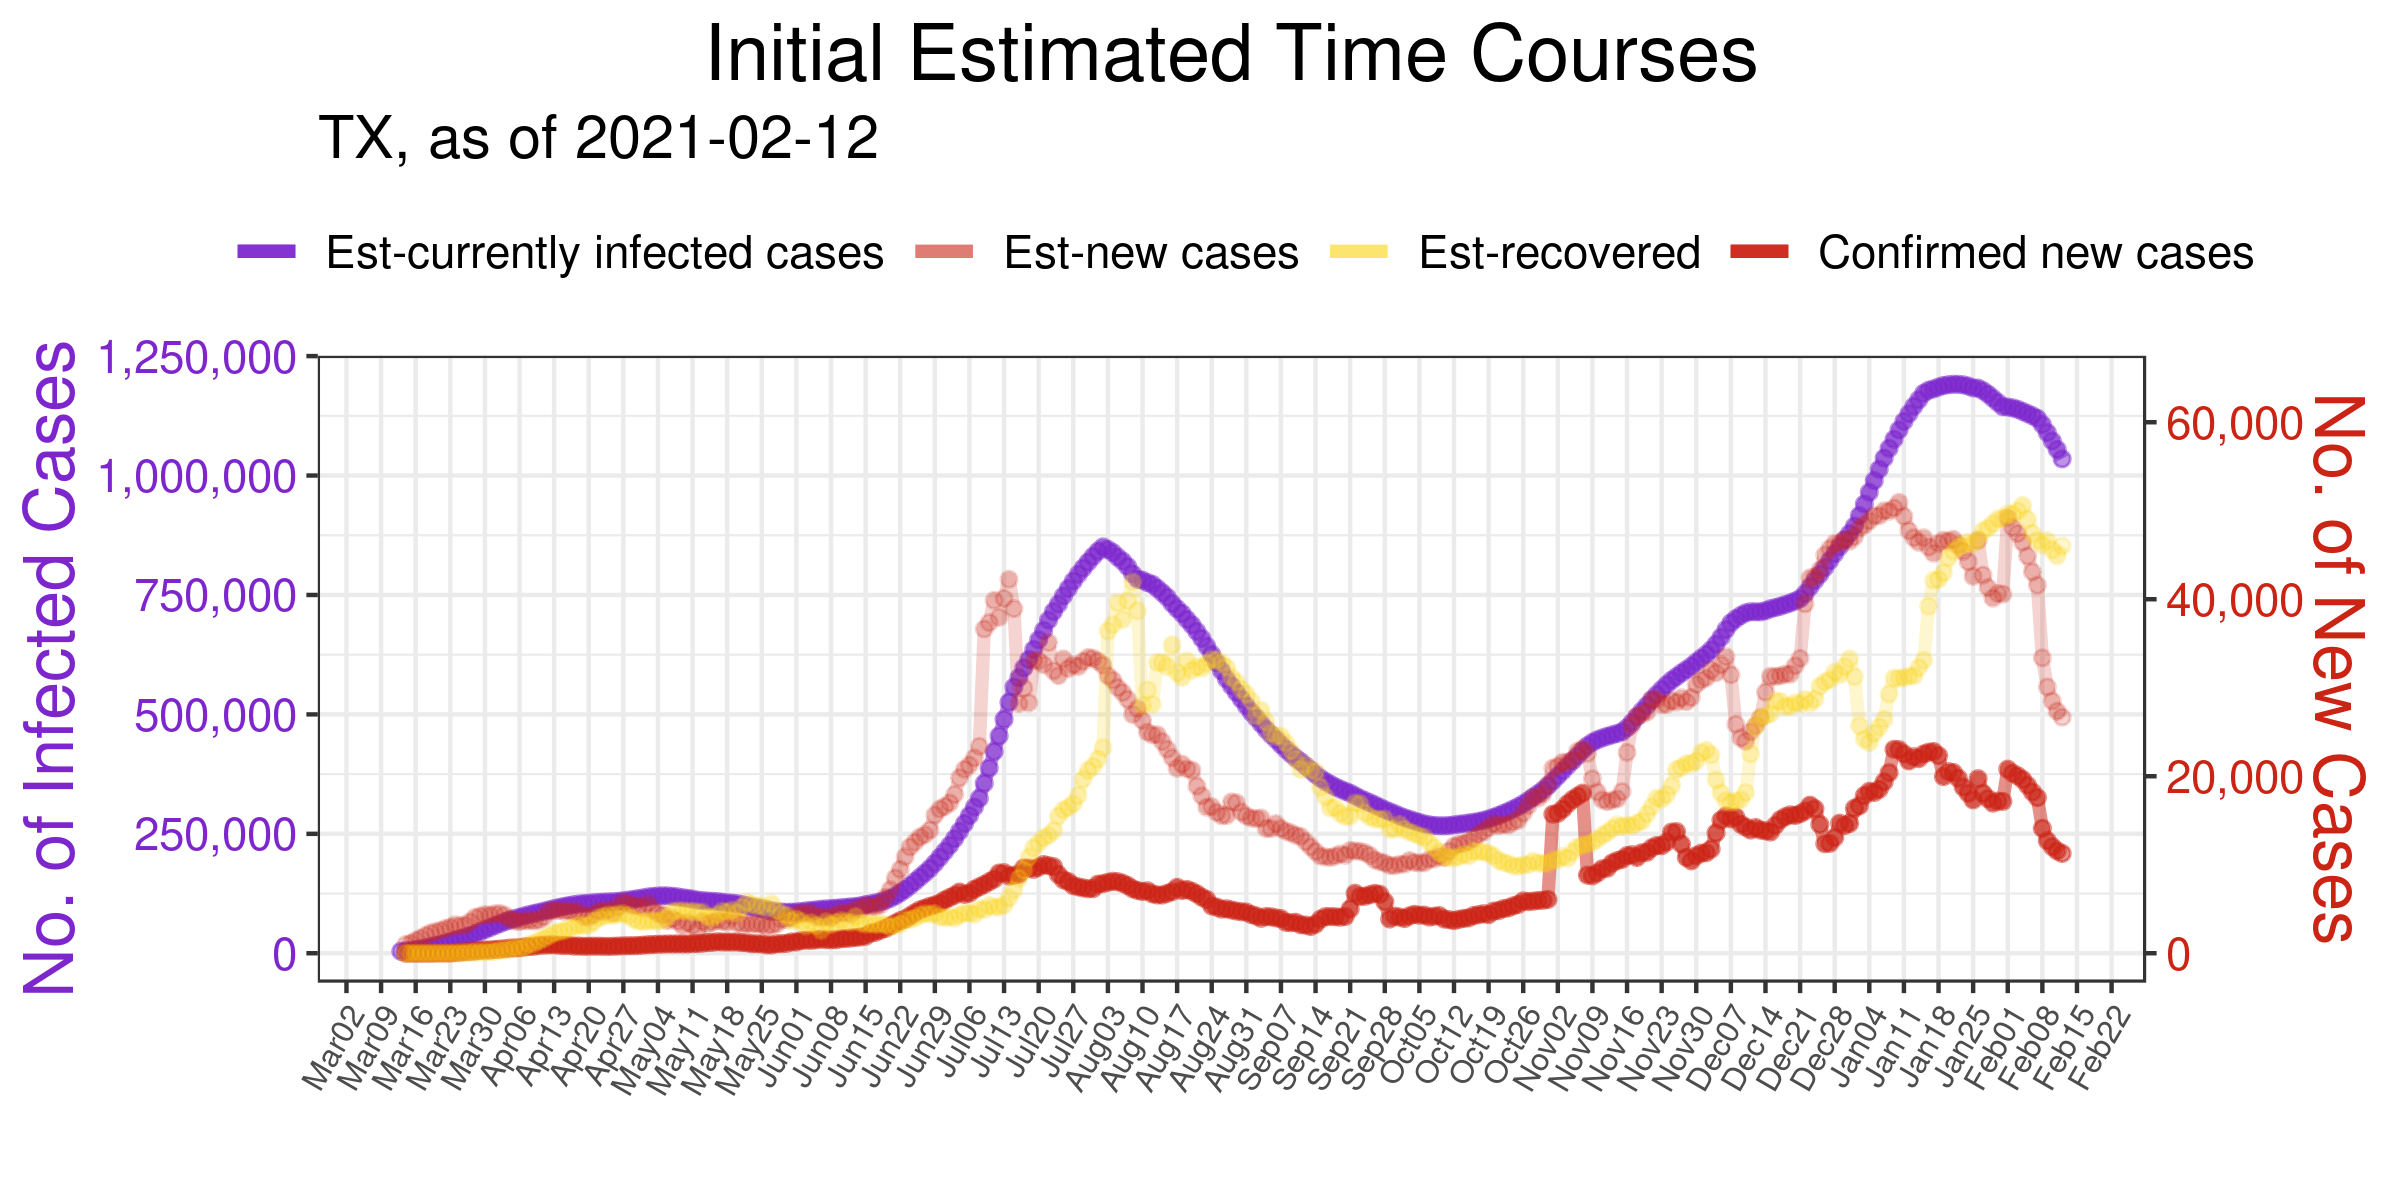 Initial Estimated Time Courses
TX, as of 2021-02-12
Est-currently infected cases
Est-new cases
Est-recovered
Confirmed new cases
No. of Infected Cases
1,250,000
1,000,000
750,000
500,000
250,000
0
60,000
40,000
20,000
0
No. of New Cases
Mar02
Mar09
Mar16
Mar23
Mar30
Apr06
Apr13
Apr20
Apr27
May04
May11
May18
May25
Jun01
Jun08
Jun15
Jun22
Jun29
Jul06
Jul13
Jul20
Jul27
Aug03
Aug10
Aug17
Aug24
Aug31
Sep07
Sep14
Sep21
Sep28
Oct05
Oct12
Oct19
Oct26
Nov02
Nov09
Nov16
Nov23
Nov30
Dec07
Dec14
Dec21
Dec28
Jan04
Jan11
Jan18
Jan25
Feb01
Feb08
Feb15
Feb22